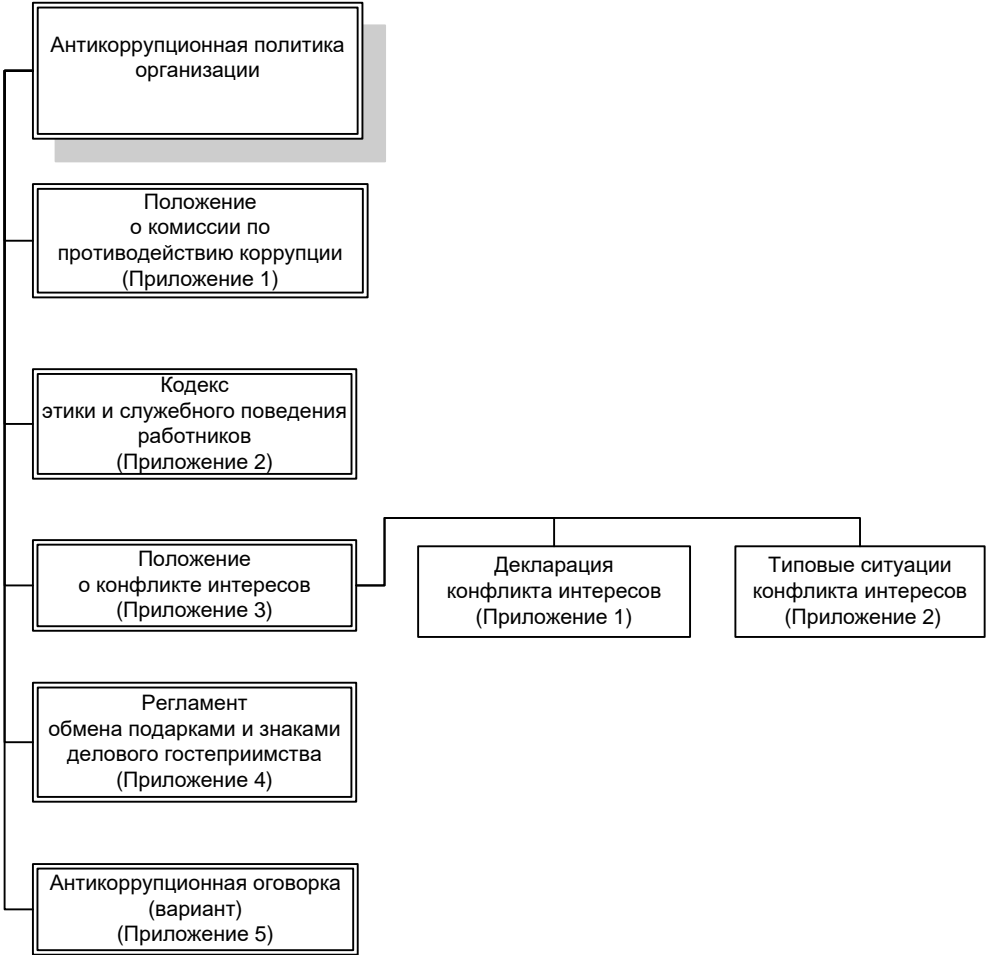 Антикоррупционная политика
организации
Положение
о комиссии по
противодействию коррупции
(Приложение 1)
Кодекс
этики и служебного поведения
работников
(Приложение 2)
Положение
о конфликте интересов
(Приложение 3)
Декларация
конфликта интересов
(Приложение 1)
Типовые ситуации
конфликта интересов
(Приложение 2)
Регламент
обмена подарками и знаками
делового гостеприимства
(Приложение 4)
Антикоррупционная оговорка
(вариант)
(Приложение 5)